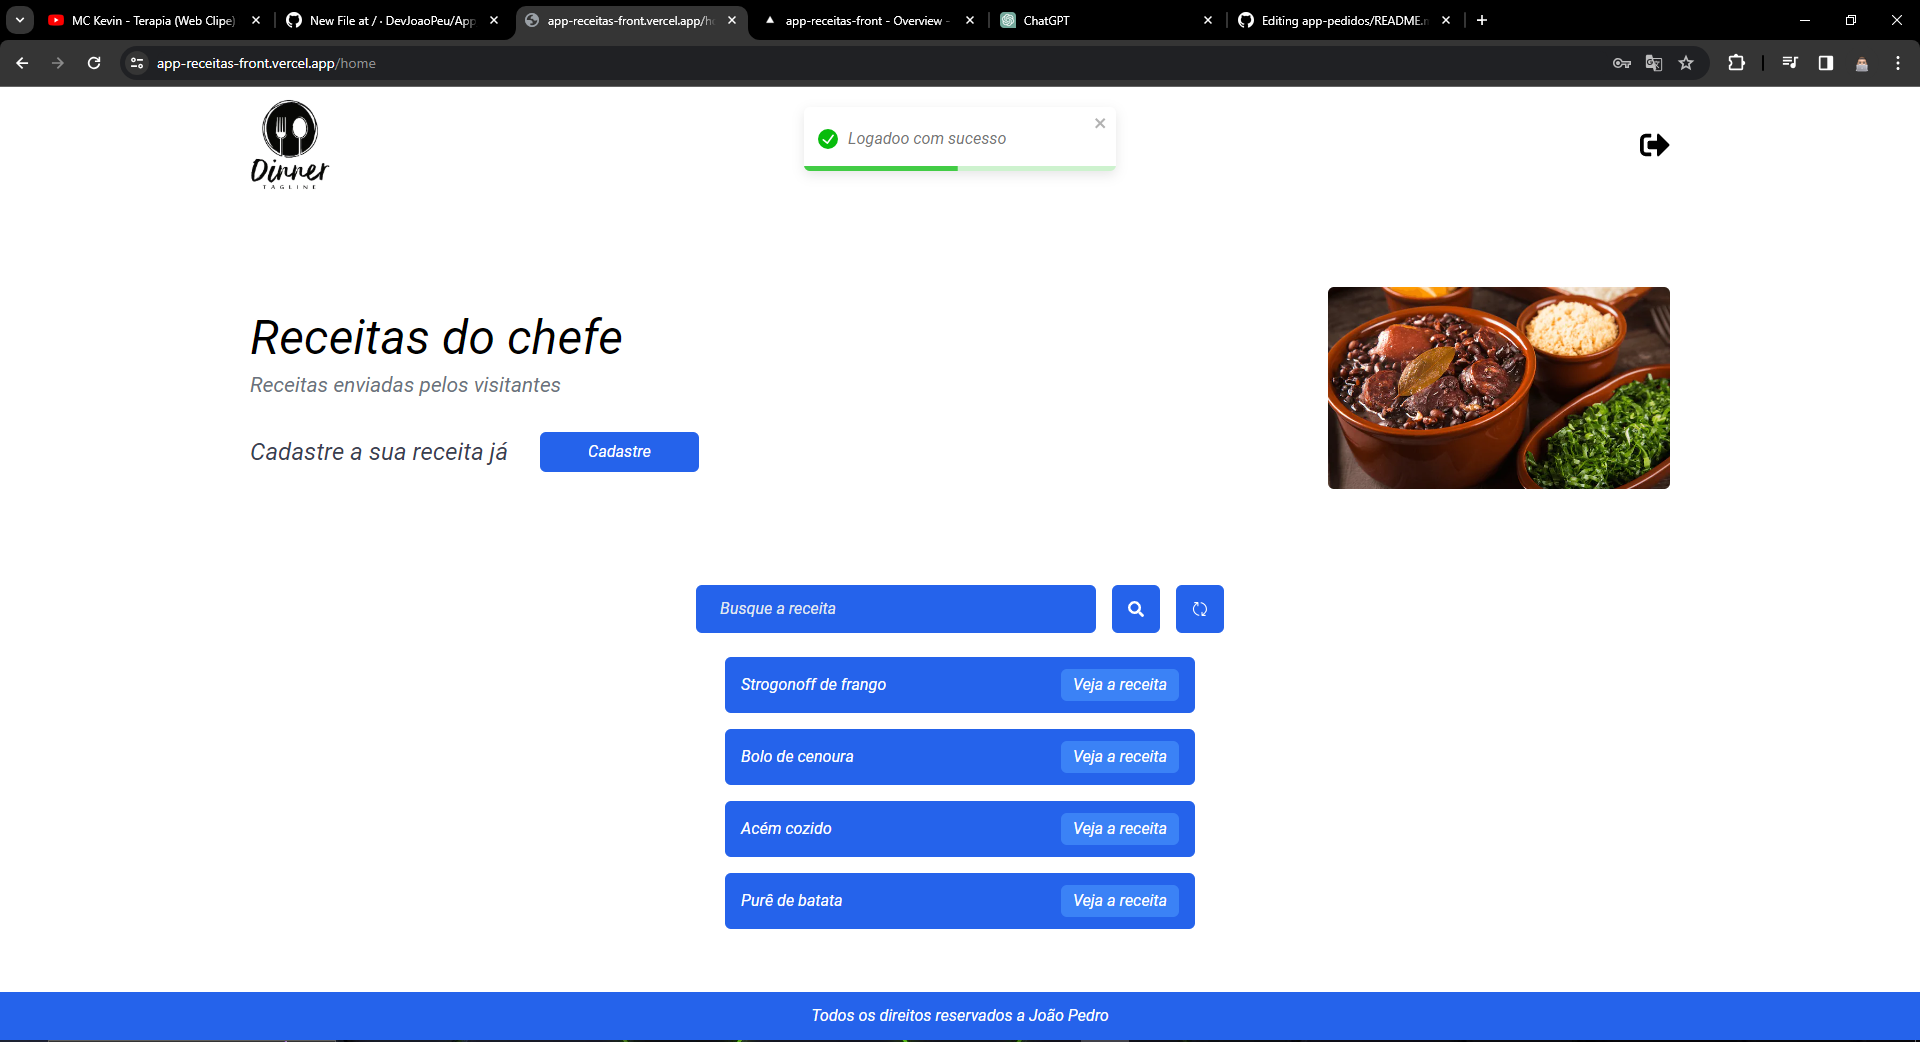 MC Kevin - Terapia (Web Clipe)
New File at / · DevJoaoPeu/App
app-receitas-front.vercel.app/h
app-receitas-front - Overview -
ChatGPT
Editing app-pedidos/README.m
app-receitas-front.vercel.app/home
Dinner
TAGLINE
Logadoo com sucesso
Receitas do chefe
Receitas enviadas pelos visitantes
Cadastre a sua receita já
Cadastre
Busque a receita
Strogonoff de frango
Veja a receita
Bolo de cenoura
Veja a receita
Acém cozido
Veja a receita
Purê de batata
Veja a receita
Todos os direitos reservados a João Pedro